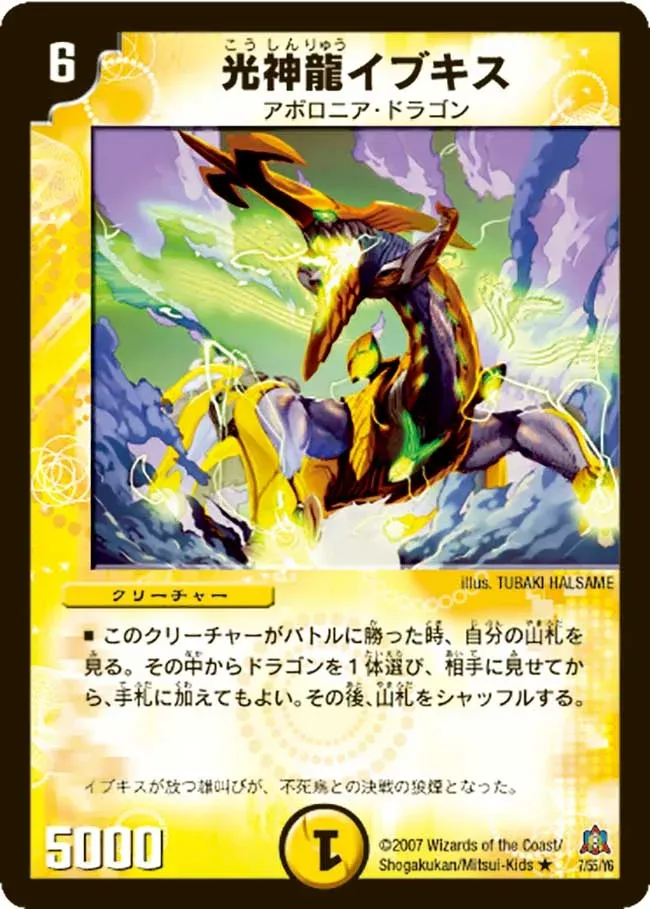 6
こうしんりゅう
光神龍イブキス
アポロニア・ドラゴン
illus. TUBAKI HALSAME
クリーチャー
■ このクリーチャーがバトルに勝った時、自分の山札を
見る。その中からドラゴンを1体選び、相手に見せてか
ら、手札に加えてもよい。その後、山札をシャッフルする。
イブキスが放つ雄叫びが、不死鳥との決戦の狼煙となった。
5000
1
©2007 Wizards of the Coast/
Shogakukan/Mitsui-Kids ★
7/55/Y6